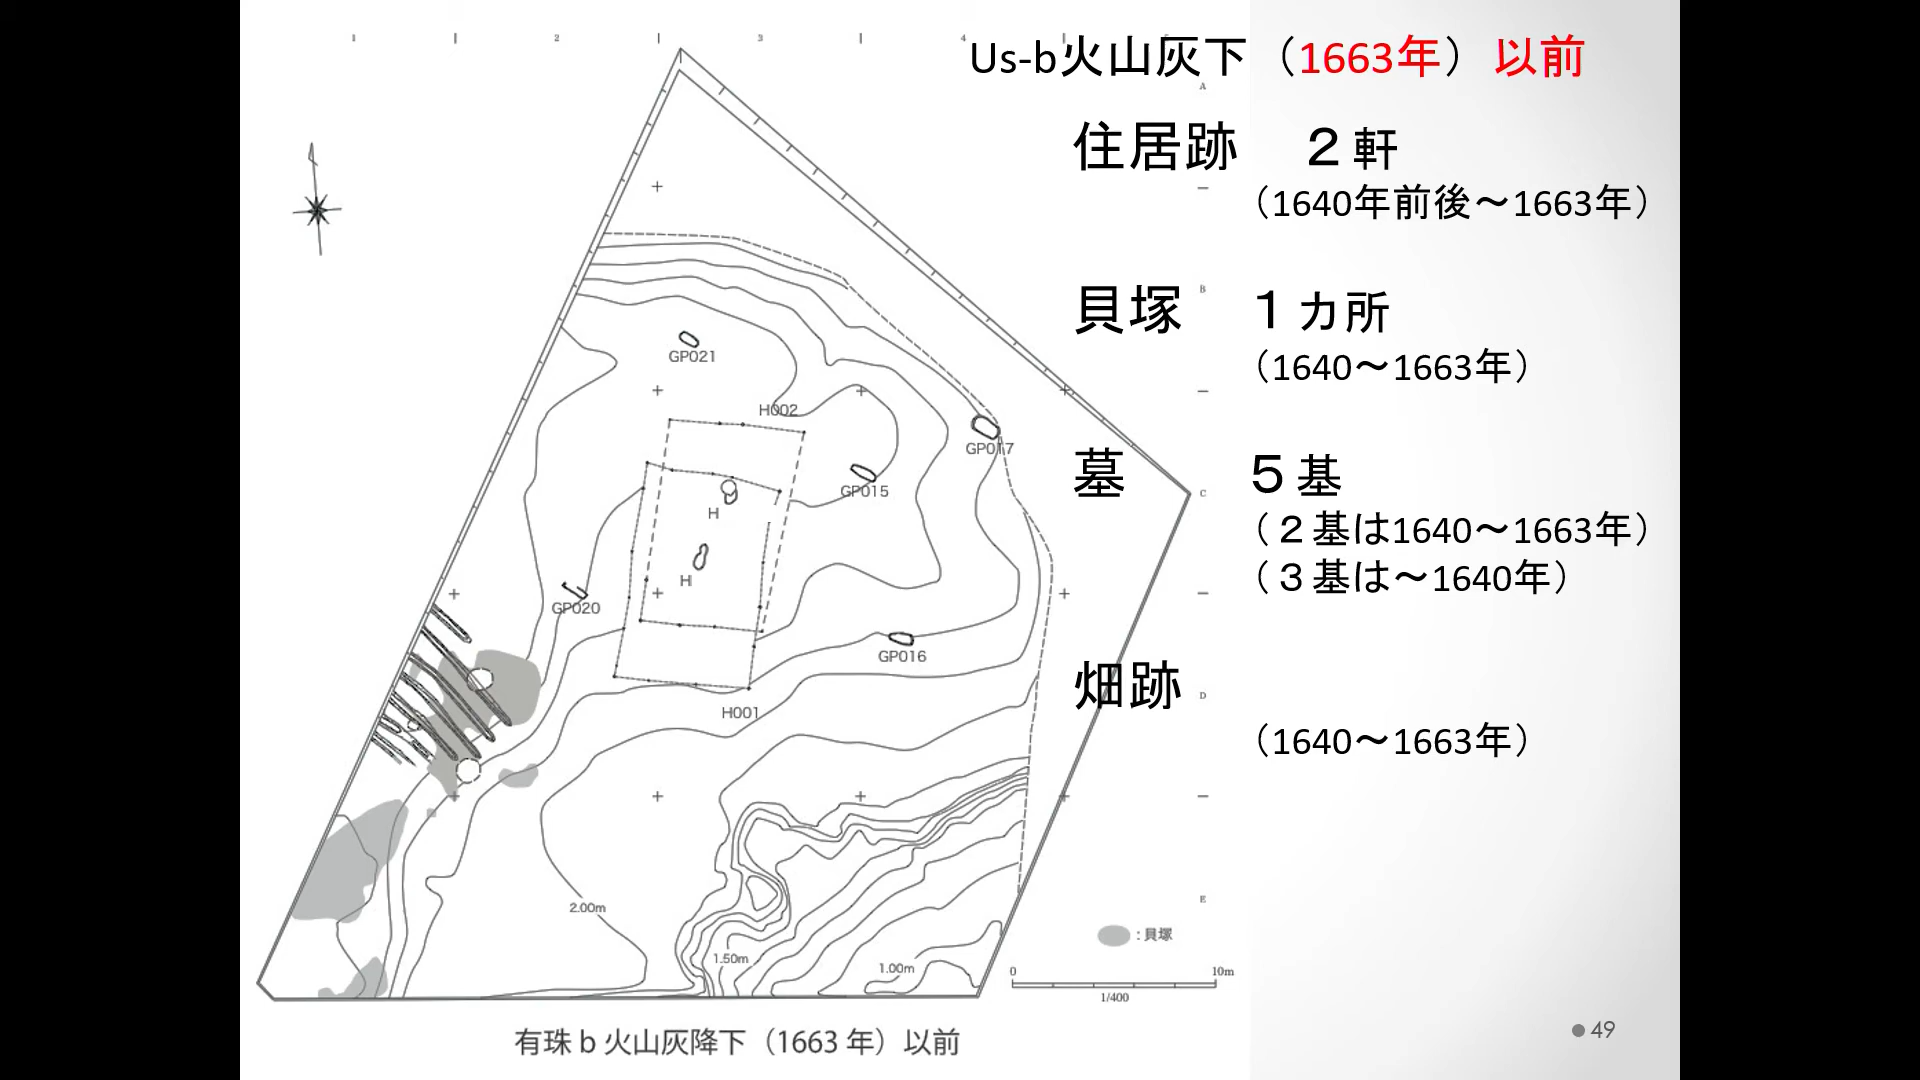 1 2 3 4
Us-b火山灰下（1663年）以前
A
住居跡　２軒
（1640年前後～1663年）
B
貝塚　１カ所
（1640～1663年）
GP021
H002
GP017
墓　５基
GP015
C
H
（２基は1640～1663年）
H
（３基は～1640年）
GP020
GP016
畑跡
D
H001
（1640～1663年）
2.00m
E
：貝塚
1.50m
1.00m
0 10m
1/400
有珠ｂ火山灰降下（1663 年）以前
49